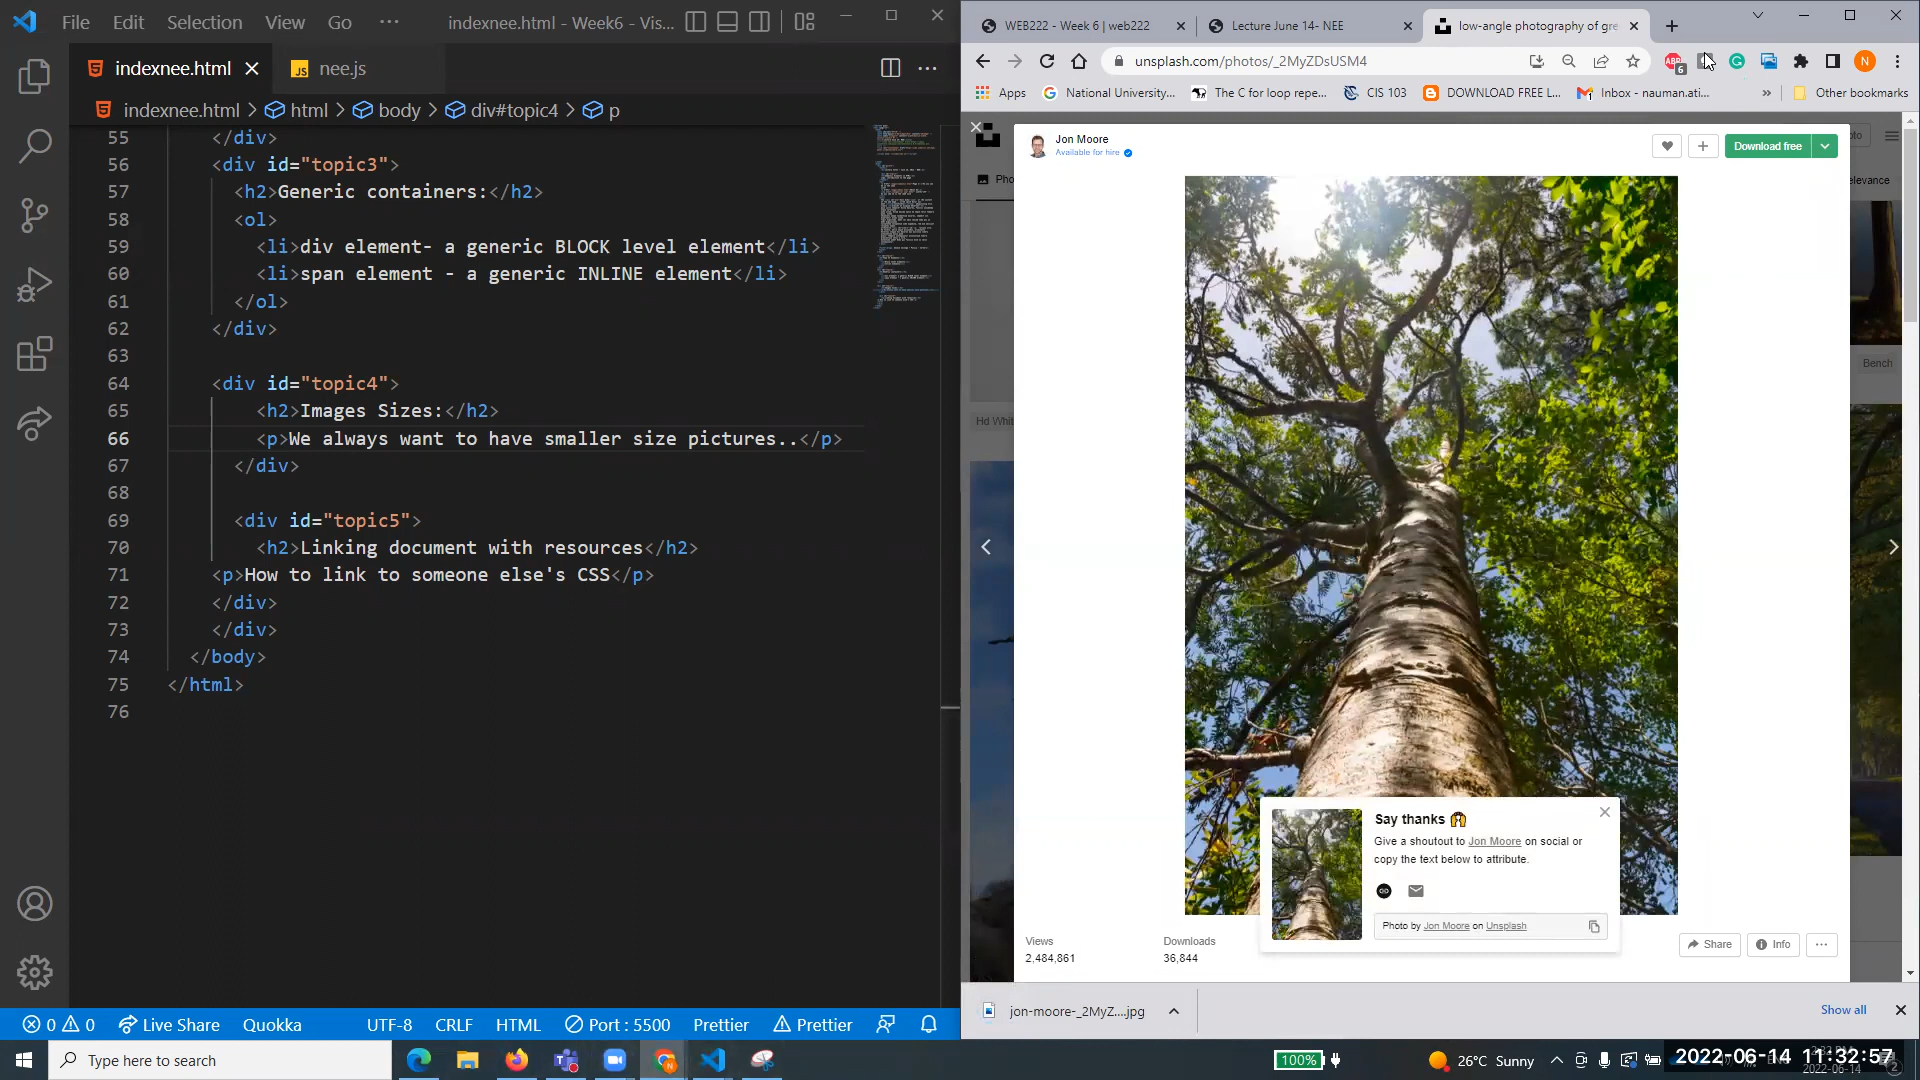 File Edit Selection View Go ··· indexnee.html - Week6 - Vis...
indexnee.html nee.js
indexnee.html > html > body > div#topic4 > p
55 </div>
56 <div id="topic3">
57 <h2>Generic containers:</h2>
58 <ol>
59 <li>div element- a generic BLOCK level element</li>
60 <li>span element - a generic INLINE element</li>
61 </ol>
62 </div>
63
64 <div id="topic4">
65 <h2>Images Sizes:</h2>
66 <p>We always want to have smaller size pictures..</p>
67 </div>
68
69 <div id="topic5">
70 <h2>Linking document with resources</h2>
71 <p>How to link to someone else's CSS</p>
72 </div>
73 </div>
74 </body>
75 </html>
76
0 0 Live Share Quokka UTF-8 CRLF HTML Port : 5500 Prettier Prettier
WEB222 - Week 6 | web222 Lecture June 14- NEE low-angle photography of gre
unsplash.com/photos/_2MyZDsUSM4
ABP 6 N
Apps National University... The C for loop repe... CIS 103 DOWNLOAD FREE L... Inbox - nauman.ati... » Other bookmarks
Jon Moore
Available for hire
Download free
Pho
elevance
Bench
Hd Whit
Say thanks
Give a shoutout to Jon Moore on social or
copy the text below to attribute.
Photo by Jon Moore on Unsplash
Views Downloads
2,484,861 36,844
Share Info ···
jon-moore-_2MyZ....jpg Show all
Type here to search
100% 26°C Sunny 2022-06-14 11:32:57
2022-06-14